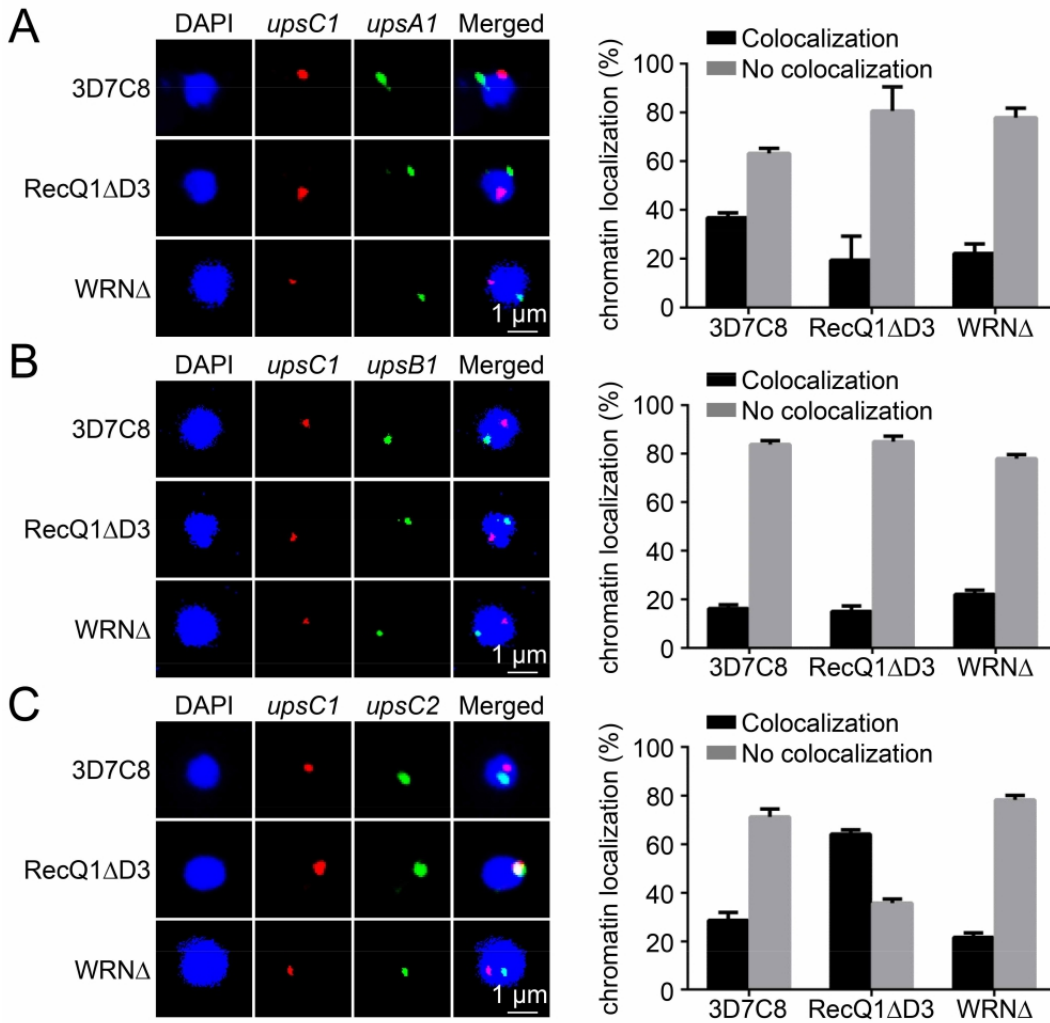 A
DAPI upsC1 upsA1 Merged
3D7C8
RecQ1ΔD3
WRNΔ
1 µm
Colocalization
No colocalization
chromatin localization (%)
100
80
60
40
20
0
3D7C8 RecQ1ΔD3 WRNΔ
B
DAPI upsC1 upsB1 Merged
3D7C8
RecQ1ΔD3
WRNΔ
1 µm
Colocalization
No colocalization
chromatin localization (%)
100
80
60
40
20
0
3D7C8 RecQ1ΔD3 WRNΔ
C
DAPI upsC1 upsC2 Merged
3D7C8
RecQ1ΔD3
WRNΔ
1 µm
Colocalization
No colocalization
chromatin localization (%)
100
80
60
40
20
0
3D7C8 RecQ1ΔD3 WRNΔ